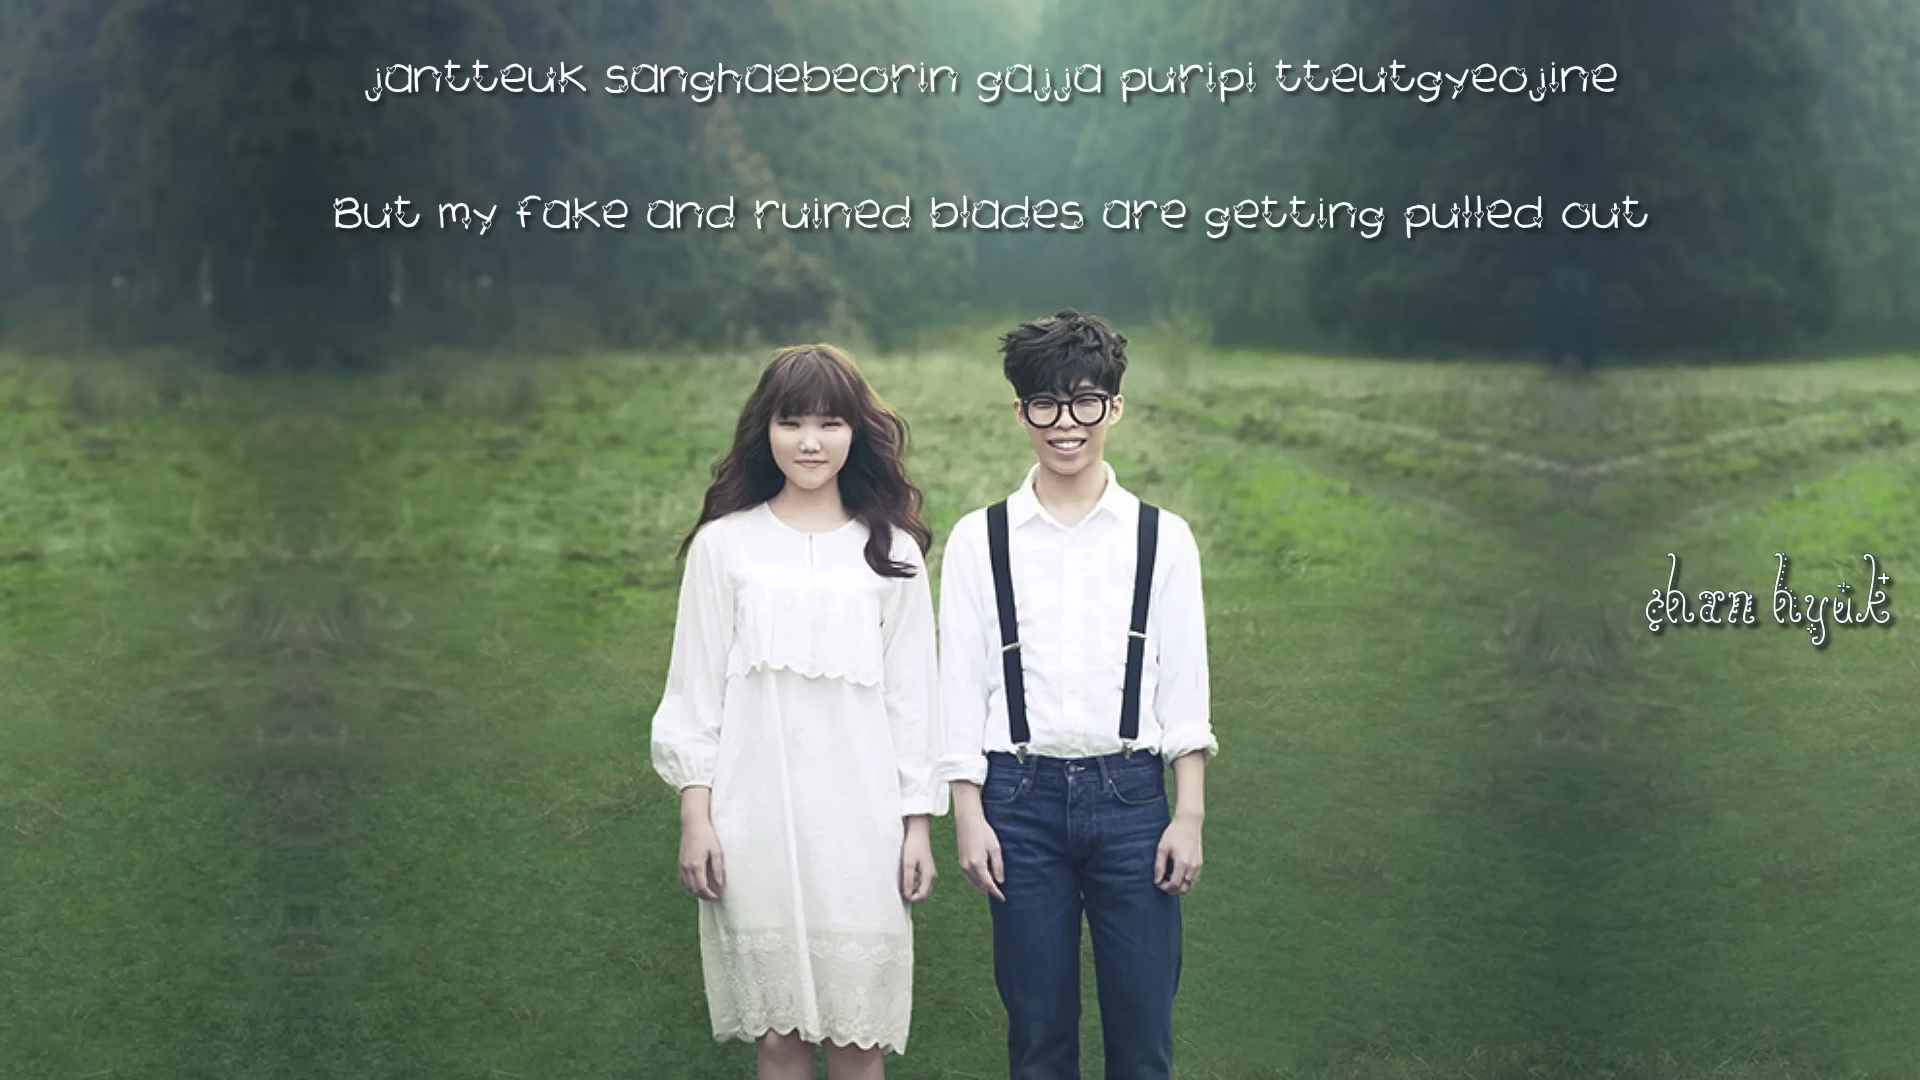 jantteuk sanghaebeorin gajja puripi tteutgyeojine
But my fake and ruined blades are getting pulled out
chan hyuk